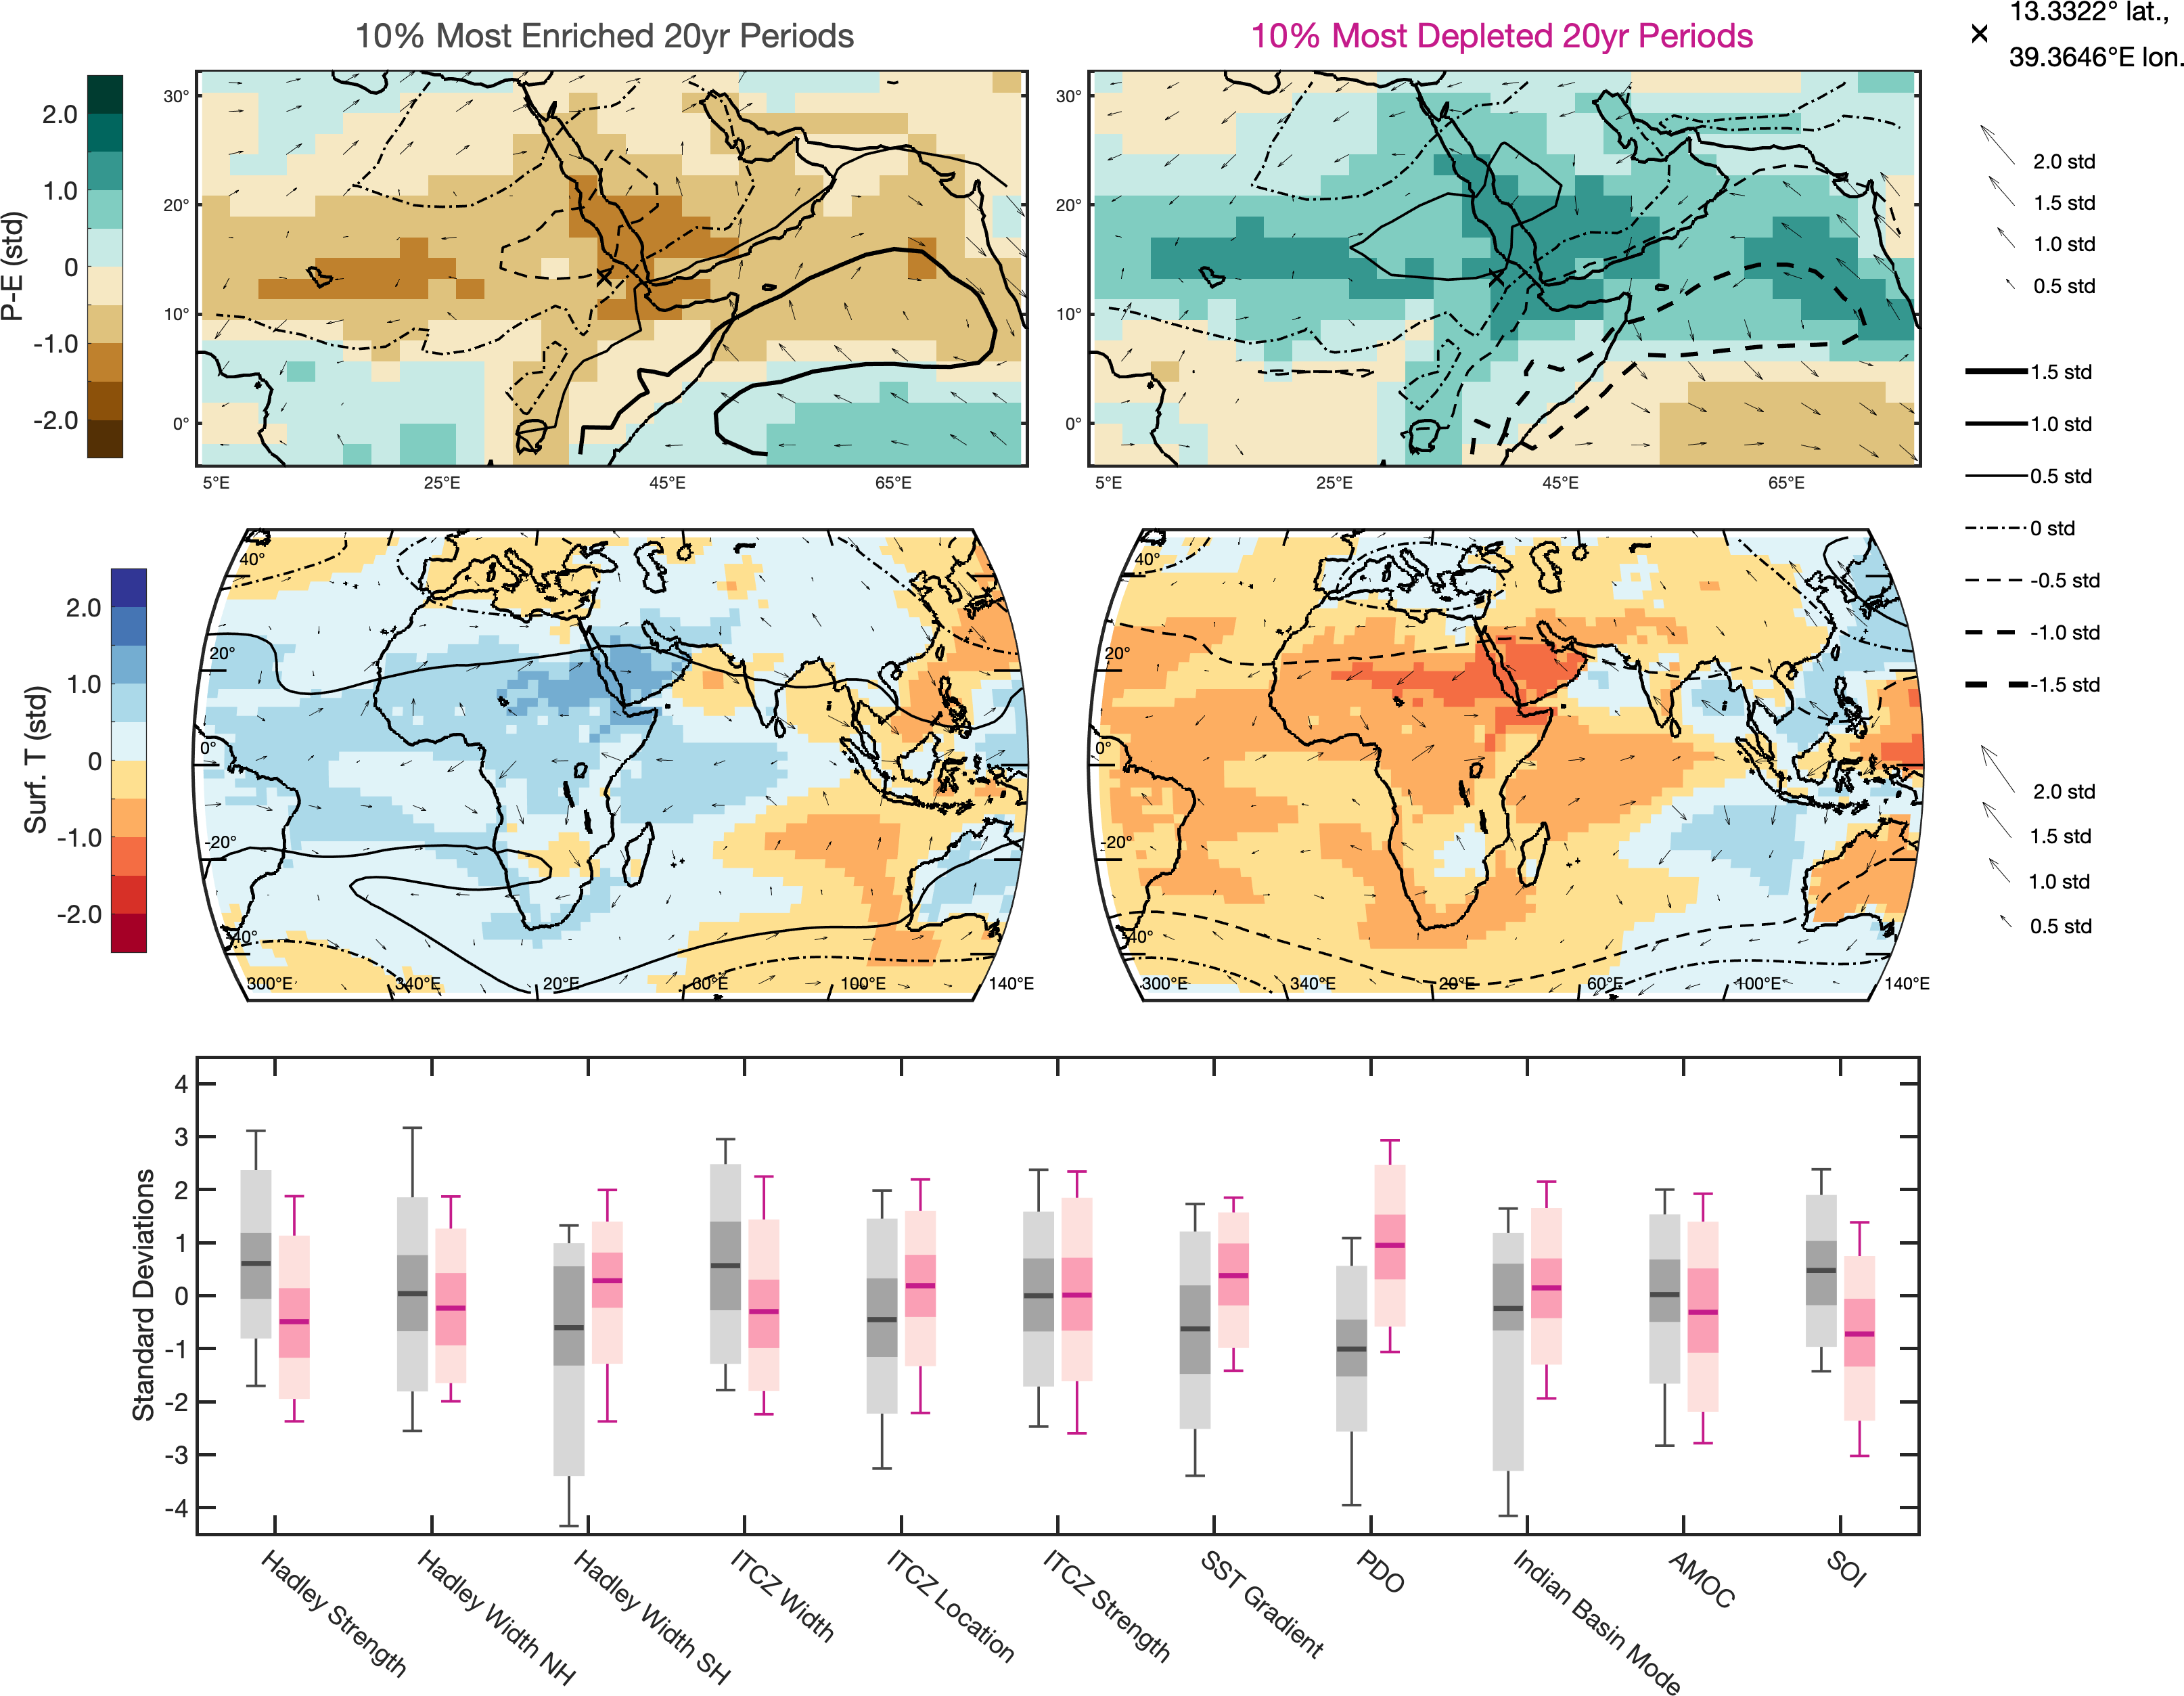 10% Most Enriched 20yr Periods
10% Most Depleted 20yr Periods
13.3322° lat.,
39.3646°E lon.
P-E (std)
2.0
1.0
0
-1.0
-2.0
30°
20°
10°
0°
5°E
25°E
45°E
65°E
30°
20°
10°
0°
5°E
25°E
45°E
65°E
2.0 std
1.5 std
1.0 std
0.5 std
1.5 std
1.0 std
0.5 std
0 std
-0.5 std
-1.0 std
-1.5 std
2.0 std
1.5 std
1.0 std
0.5 std
Surf. T (std)
2.0
1.0
0
-1.0
-2.0
40°
20°
0°
-20°
-40°
300°E
340°E
20°E
60°E
100°E
140°E
40°
20°
0°
-20°
-40°
300°E
340°E
20°E
60°E
100°E
140°E
Standard Deviations
4
3
2
1
0
-1
-2
-3
-4
Hadley Strength
Hadley Width NH
Hadley Width SH
ITCZ Width
ITCZ Location
ITCZ Strength
SST Gradient
PDO
Indian Basin Mode
AMOC
SOI